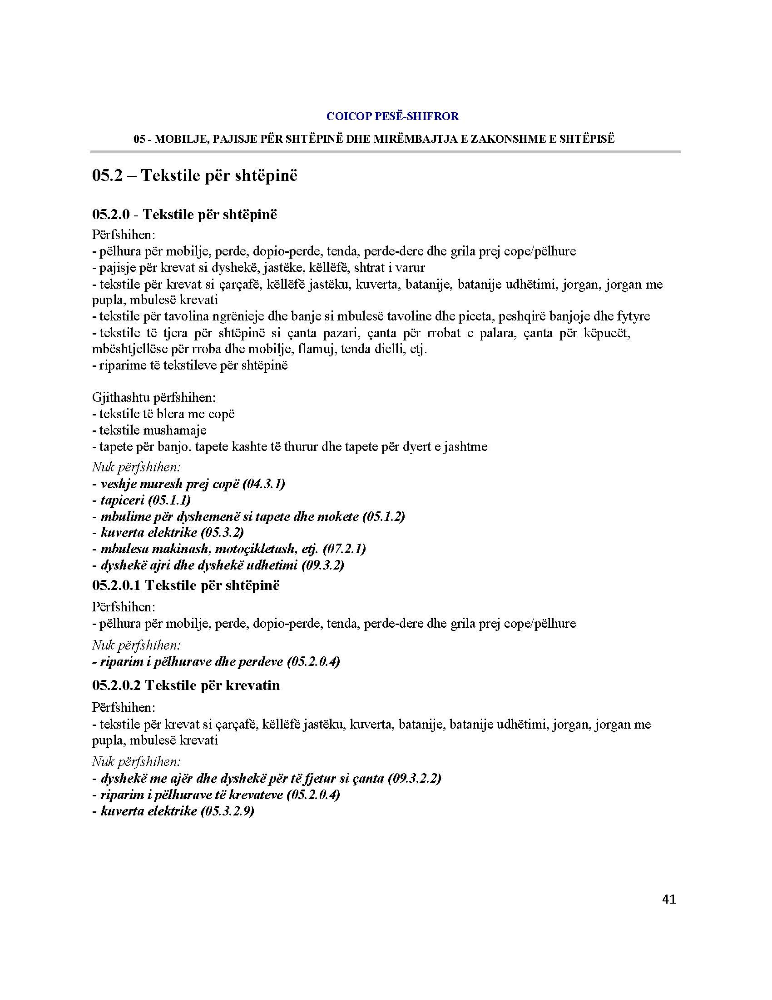 COICOP PESË-SHIFROR
05 - MOBILJE, PAJISJE PËR SHTËPINË DHE MIRËMBAJTJA E ZAKONSHME E SHTËPISË
05.2 – Tekstile për shtëpinë
05.2.0 - Tekstile për shtëpinë
Përfshihen:
- pëlhura për mobilje, perde, dopio-perde, tenda, perde-dere dhe grila prej cope/pëlhure
- pajisje për krevat si dyshekë, jastëke, këllëfë, shtrat i varur
- tekstile për krevat si çarçafë, këllëfë jastëku, kuverta, batanije, batanije udhëtimi, jorgan, jorgan me
pupla, mbulesë krevati
- tekstile për tavolina ngrënieje dhe banje si mbulesë tavoline dhe piceta, peshqirë banjoje dhe fytyre
- tekstile të tjera për shtëpinë si çanta pazari, çanta për rrobat e palara, çanta për këpucët,
mbështjellëse për rroba dhe mobilje, flamuj, tenda dielli, etj.
- riparime të tekstileve për shtëpinë
Gjithashtu përfshihen:
- tekstile të blera me copë
- tekstile mushamaje
- tapete për banjo, tapete kashte të thurur dhe tapete për dyert e jashtme
Nuk përfshihen:
- veshje muresh prej copë (04.3.1)
- tapiceri (05.1.1)
- mbulime për dyshemenë si tapete dhe mokete (05.1.2)
- kuverta elektrike (05.3.2)
- mbulesa makinash, motoçikletash, etj. (07.2.1)
- dyshekë ajri dhe dyshekë udhetimi (09.3.2)
05.2.0.1 Tekstile për shtëpinë
Përfshihen:
- pëlhura për mobilje, perde, dopio-perde, tenda, perde-dere dhe grila prej cope/pëlhure
Nuk përfshihen:
- riparim i pëlhurave dhe perdeve (05.2.0.4)
05.2.0.2 Tekstile për krevatin
Përfshihen:
- tekstile për krevat si çarçafë, këllëfë jastëku, kuverta, batanije, batanije udhëtimi, jorgan, jorgan me
pupla, mbulesë krevati
Nuk përfshihen:
- dyshekë me ajër dhe dyshekë për të fjetur si çanta (09.3.2.2)
- riparim i pëlhurave të krevateve (05.2.0.4)
- kuverta elektrike (05.3.2.9)
41